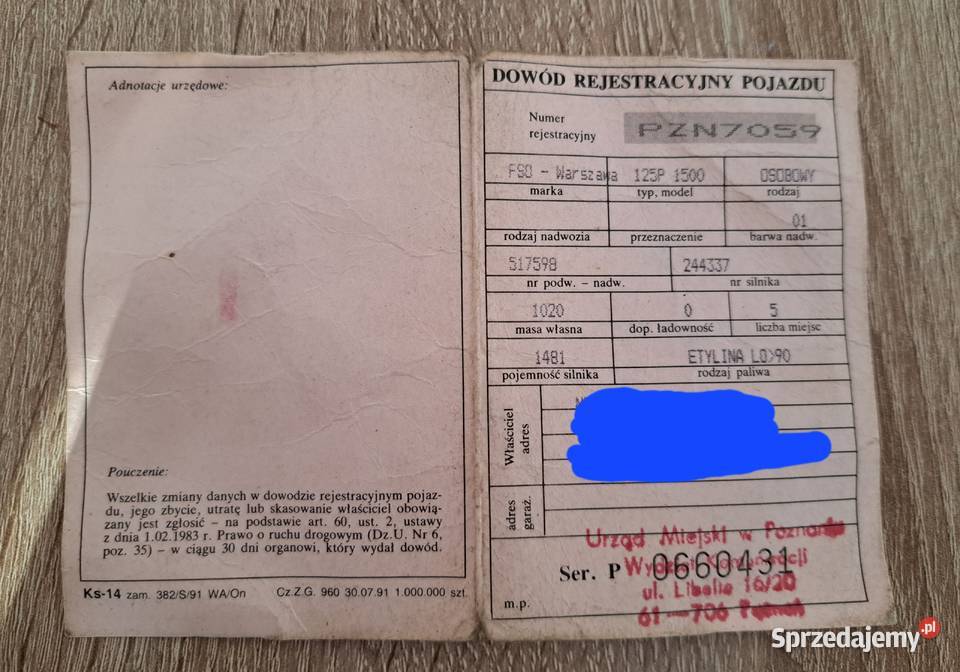 Adnotacje urzędowe:
Pouczenie:
Wszelkie zmiany danych w dowodzie rejestracyjnym pojaz-
du, jego zbycie, utratę lub skasowanie właściciel obowią-
zany jest zgłosić – na podstawie art. 60, ust. 2, ustawy
z dnia 1.02.1983 r. Prawo o ruchu drogowym (Dz.U. Nr 6,
poz. 35) – w ciągu 30 dni organowi, który wydał dowód.
Ks-14 zam. 382/S/91 WA/On Cz.Z.G. 960 30.07.91 1.000.000 szt.
DOWÓD REJESTRACYJNY POJAZDU
Numer
rejestracyjny PZN7059
FSO - Warszawa 125P 1500 OSOBOWY
marka typ, model rodzaj
01
rodzaj nadwozia przeznaczenie barwa nadw.
517598 244337
nr podw. – nadw. nr silnika
1020 0 5
masa własna dop. ładowność liczba miejsc
1481 ETYLINA LO>90
pojemność silnika rodzaj paliwa
Właściciel
adres
adres
garaż.
Urząd Miejski w Poznaniu
Wydział Komunikacji
Ser. P 0660431
ul. Libelta 16/20
61-706 Poznań
m.p.
Sprzedajemy.pl